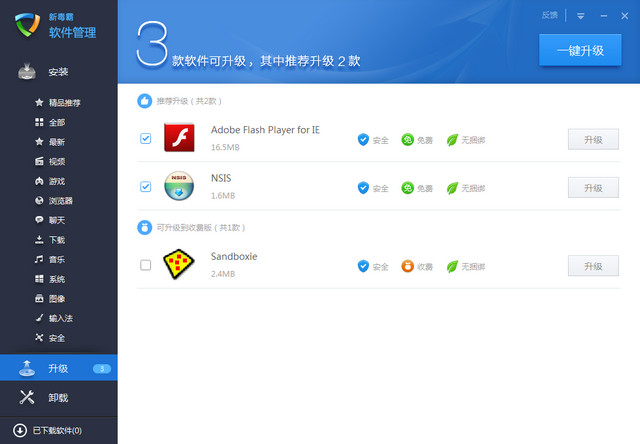 新毒霸
软件管理
安装
精品推荐
全部
最新
视频
游戏
浏览器
聊天
下载
音乐
系统
图像
输入法
安全
升级
3
卸载
已下载软件(0)
反馈
3 款软件可升级，其中推荐升级 2 款
一键升级
推荐升级（共2款）
Adobe Flash Player for IE
16.5MB
安全
免 免费
无捆绑
升级
NSIS
NSIS
1.6MB
安全
免 免费
无捆绑
升级
可升级到收费版（共1款）
Sandboxie
2.4MB
安全
收费
无捆绑
升级